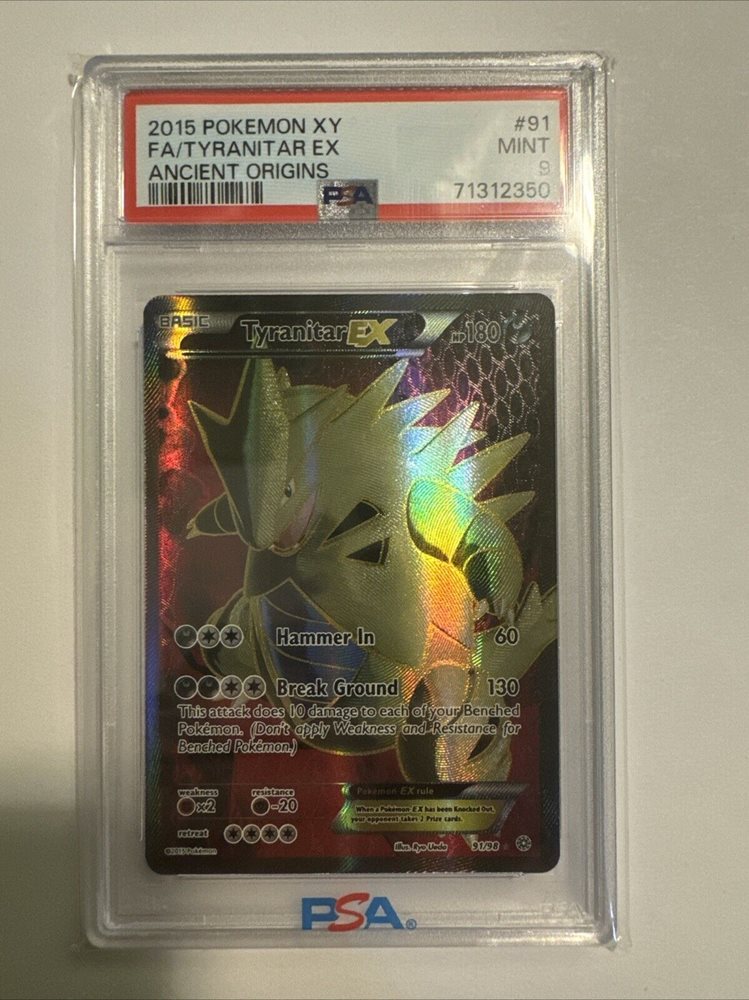 2015 POKEMON XY #91
FA/TYRANITAR EX MINT
ANCIENT ORIGINS 9
PSA 71312350
BASIC Tyranitar EX HP180
Hammer In 60
Break Ground 130
This attack does 10 damage to each of your Benched
Pokémon. (Don't apply Weakness and Resistance for
Benched Pokémon.)
weakness resistance Pokémon-EX rule
×2 -20 When a Pokémon-EX has been Knocked Out,
your opponent takes 2 Prize cards.
retreat
©2015 Pokémon Illus. Ryo Ueda 91/98
PSA®